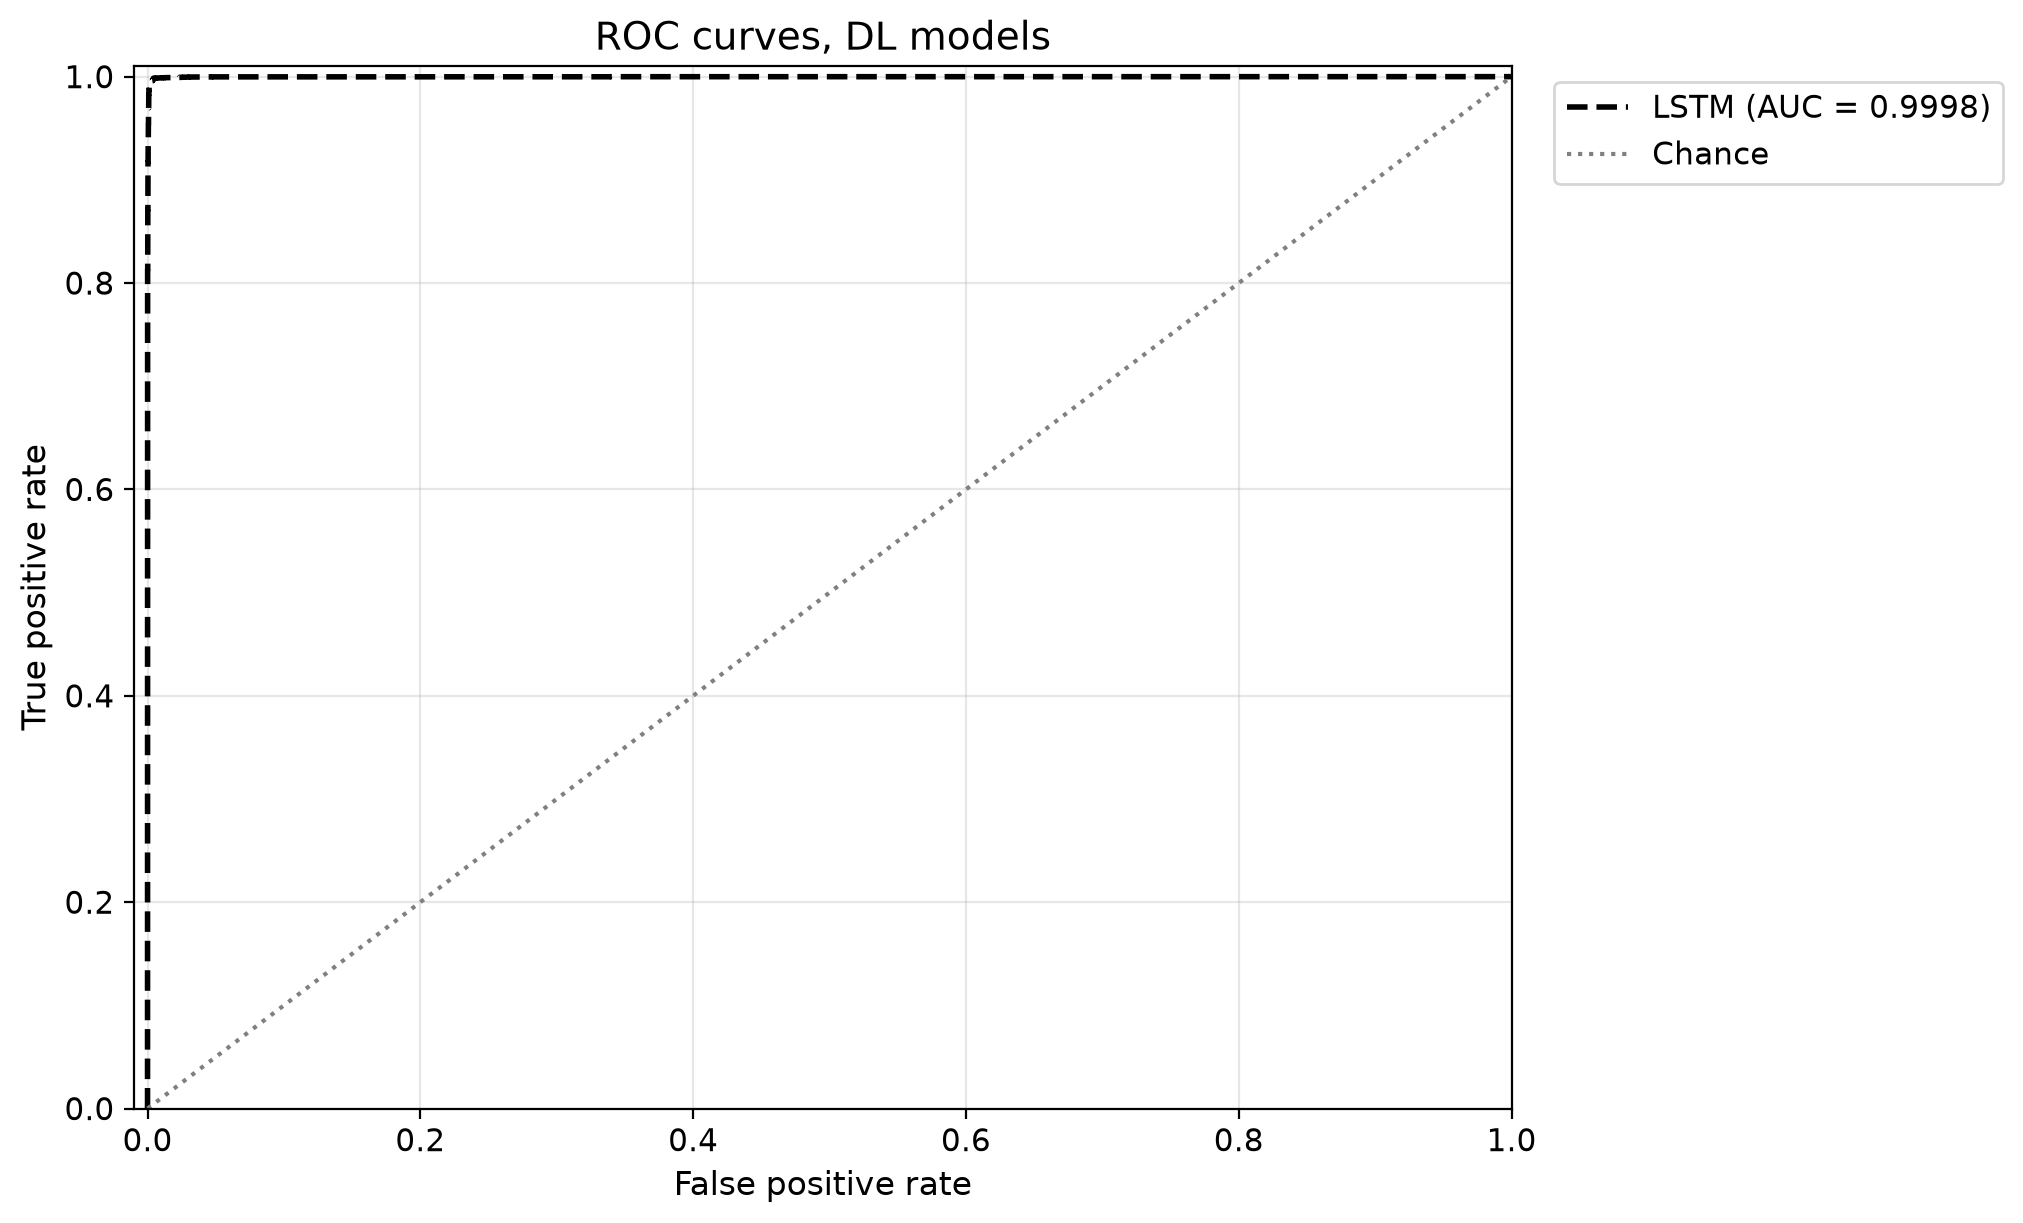 ROC curves, DL models
LSTM (AUC = 0.9998)
Chance
True positive rate
1.0
0.8
0.6
0.4
0.2
0.0
0.0 0.2 0.4 0.6 0.8 1.0
False positive rate